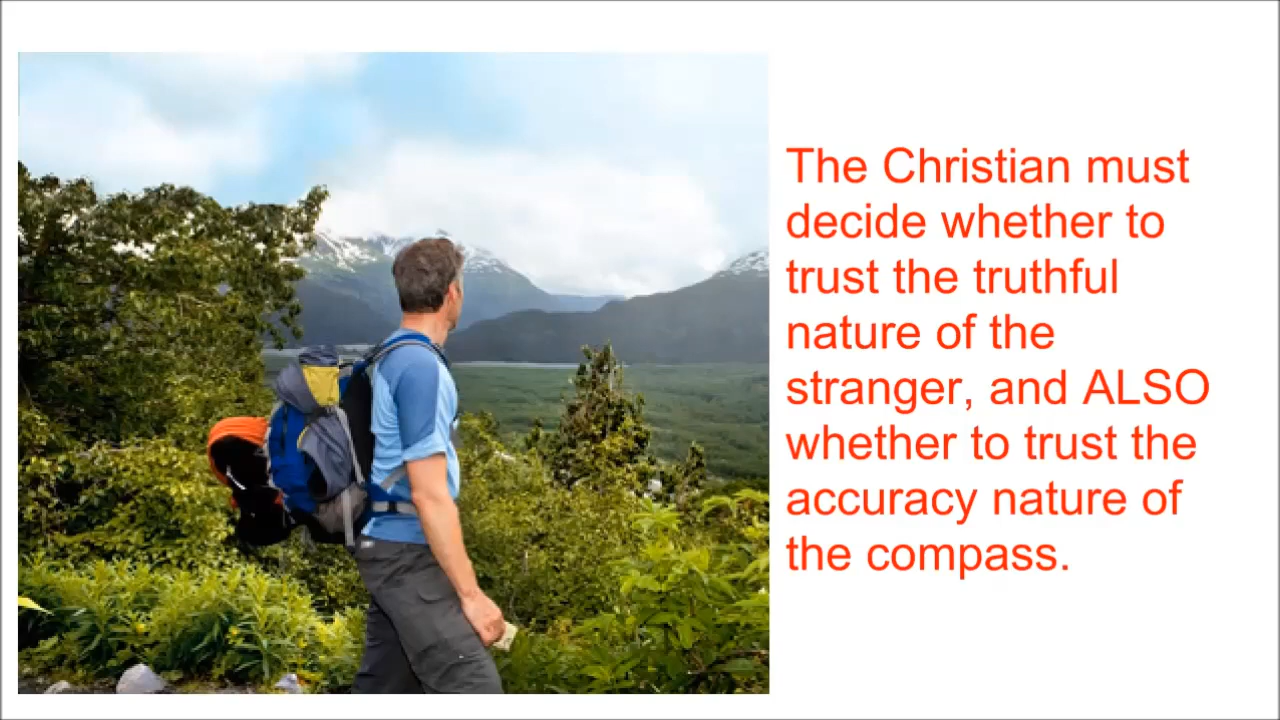 The Christian must
decide whether to
trust the truthful
nature of the
stranger, and ALSO
whether to trust the
accuracy nature of
the compass.